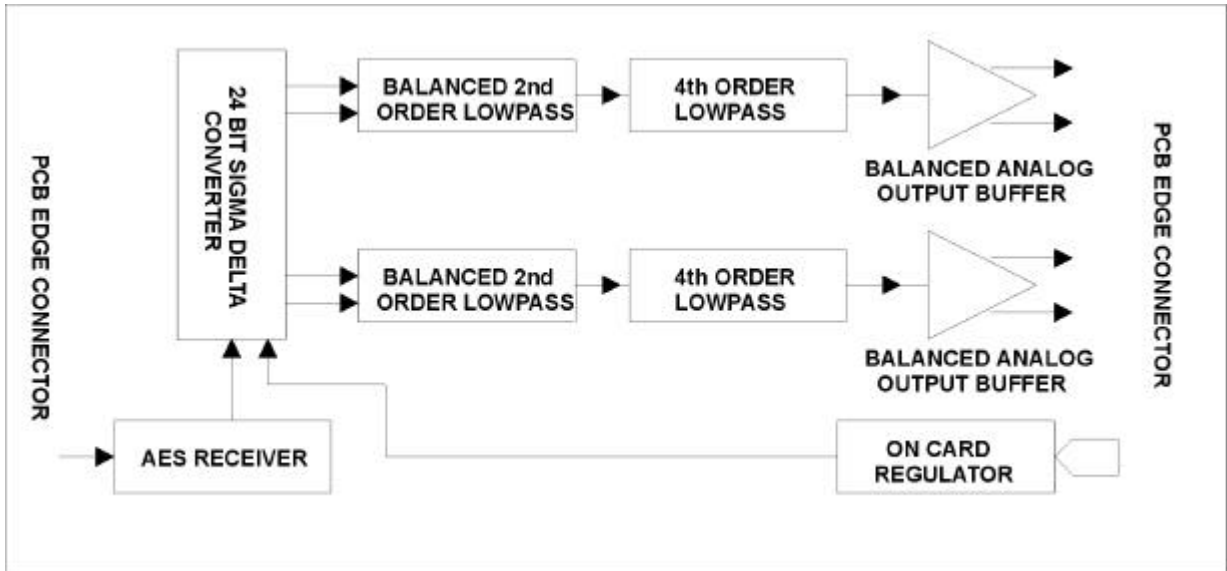 PCB EDGE CONNECTOR
24 BIT SIGMA DELTA
CONVERTER
BALANCED 2nd
ORDER LOWPASS
4th ORDER
LOWPASS
BALANCED ANALOG
OUTPUT BUFFER
BALANCED 2nd
ORDER LOWPASS
4th ORDER
LOWPASS
BALANCED ANALOG
OUTPUT BUFFER
PCB EDGE CONNECTOR
AES RECEIVER
ON CARD
REGULATOR